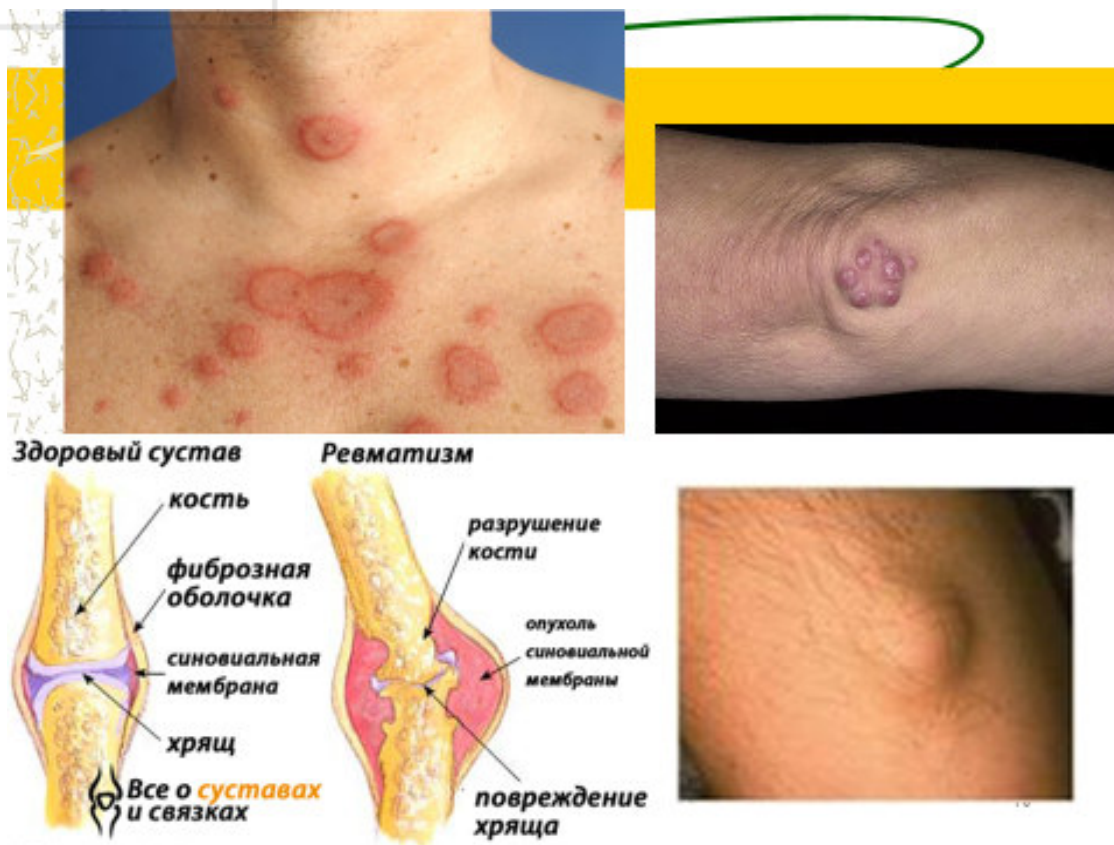 Здоровый сустав
кость
фиброзная
оболочка
синовиальная
мембрана
хрящ
Все о суставах
и связках
Ревматизм
разрушение
кости
опухоль
синовиальной
мембраны
повреждение
хряща